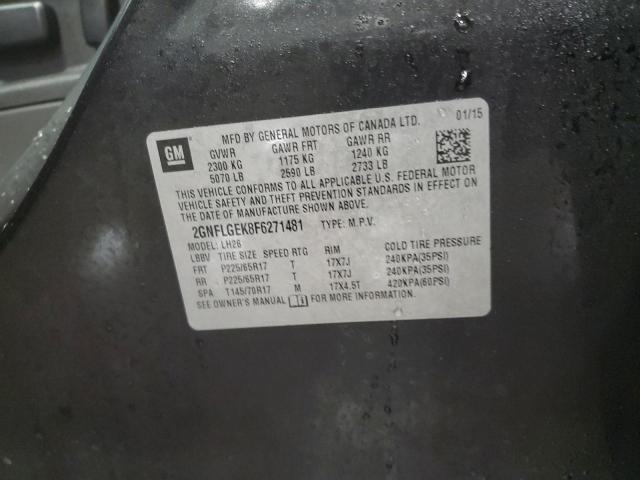 GM
MFD BY GENERAL MOTORS OF CANADA LTD. 01/15
GVWR GAWR FRT GAWR RR
2300 KG 1175 KG 1240 KG
5070 LB 2590 LB 2733 LB
THIS VEHICLE CONFORMS TO ALL APPLICABLE U.S. FEDERAL MOTOR
VEHICLE SAFETY AND THEFT PREVENTION STANDARDS IN EFFECT ON
THE DATE OF MANUFACTURE SHOWN ABOVE.
2GNFLGEK8F6271481 TYPE: M.P.V.
MODEL: LH26
LBBV TIRE SIZE SPEED RTG RIM COLD TIRE PRESSURE
FRT P225/65R17 T 17X7J 240KPA(35PSI)
RR P225/65R17 T 17X7J 240KPA(35PSI)
SPA T145/70R17 M 17X4.5T 420KPA(60PSI)
SEE OWNER'S MANUAL FOR MORE INFORMATION.